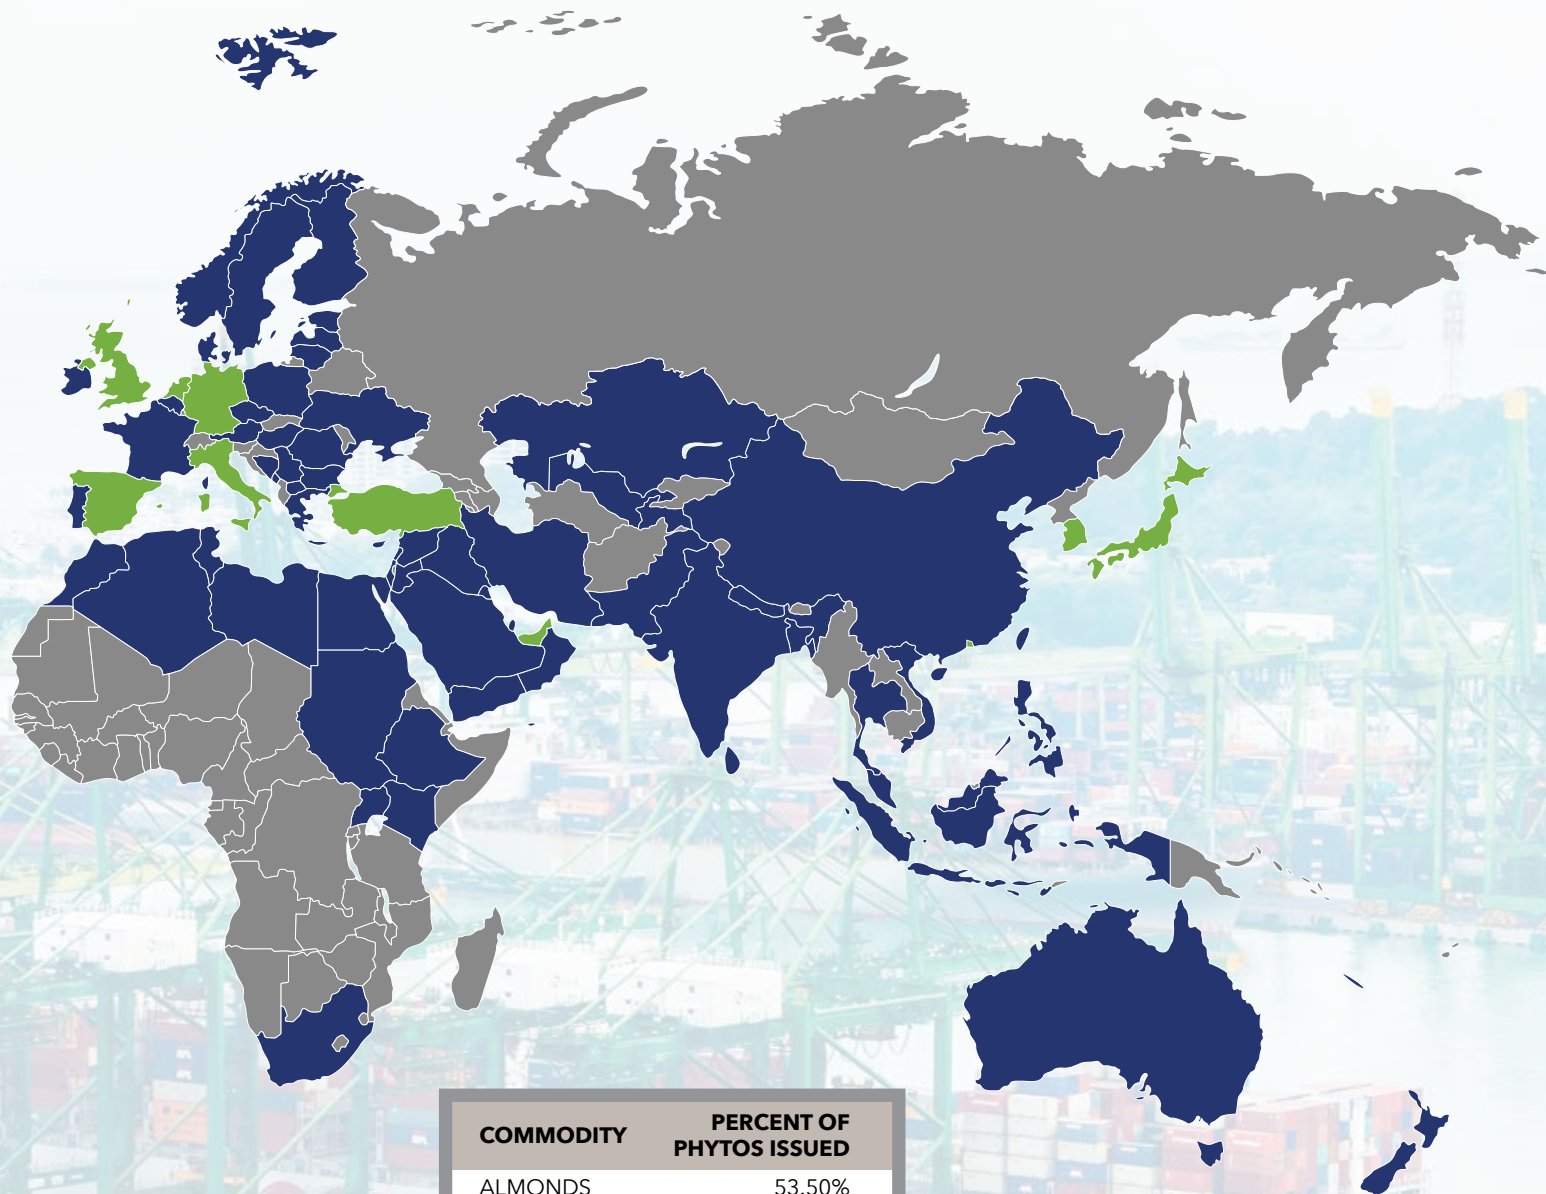 COMMODITY PERCENT OF
PHYTOS ISSUED
ALMONDS 53.50%